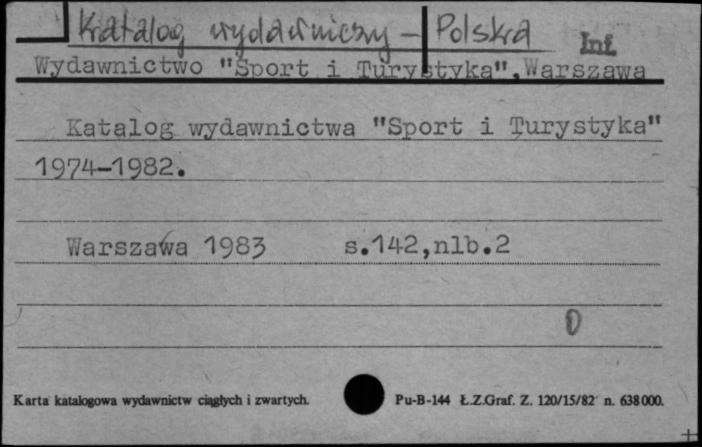 Katalog wydawniczy – Polska
Inf.
Wydawnictwo "Sport i Turystyka",Warszawa
Katalog wydawnictwa "Sport i Turystyka"
1974-1982.
Warszawa 1983 s.142,nlb.2
0
Karta katalogowa wydawnictw ciągłych i zwartych. Pu-B-144 Ł.Z.Graf. Z. 120/15/82 n. 638000.